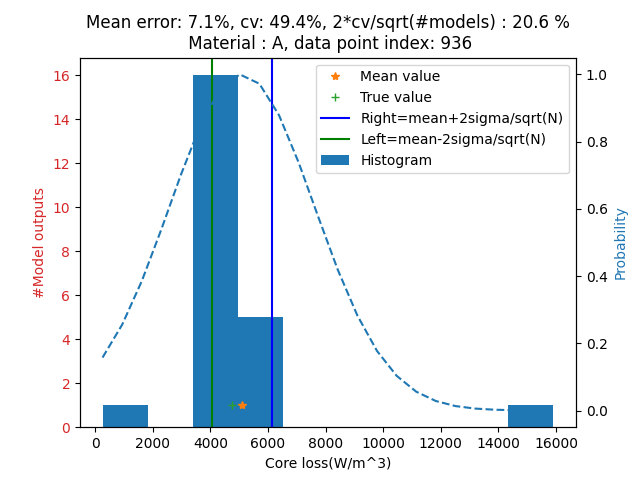 Mean error: 7.1%, cv: 49.4%, 2*cv/sqrt(#models) : 20.6 %
Material : A, data point index: 936
Mean value
True value
Right=mean+2sigma/sqrt(N)
Left=mean-2sigma/sqrt(N)
Histogram
#Model outputs
16
14
12
10
8
6
4
2
0
1.0
0.8
0.6
0.4
0.2
0.0
Probability
0 2000 4000 6000 8000 10000 12000 14000 16000
Core loss(W/m^3)